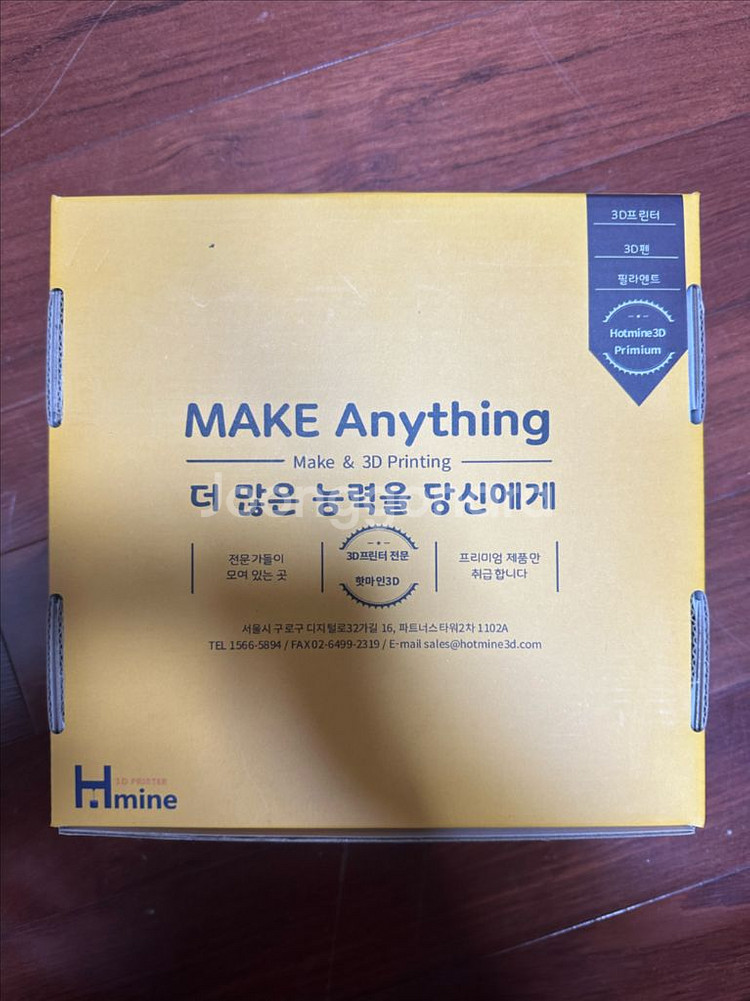 3D프린터
3D펜
필라멘트
Hotmine3D
Primium
MAKE Anything
Make & 3D Printing
더 많은 능력을 당신에게
전문가들이
모여 있는 곳
3D프린터 전문
핫마인3D
프리미엄 제품만
취급합니다
서울시 구로구 디지털로32가길 16, 파트너스타워2차 1102A
TEL 1566-5894 / FAX 02-6499-2319 / E-mail sales@hotmine3d.com
3D PRINTER
Hmine